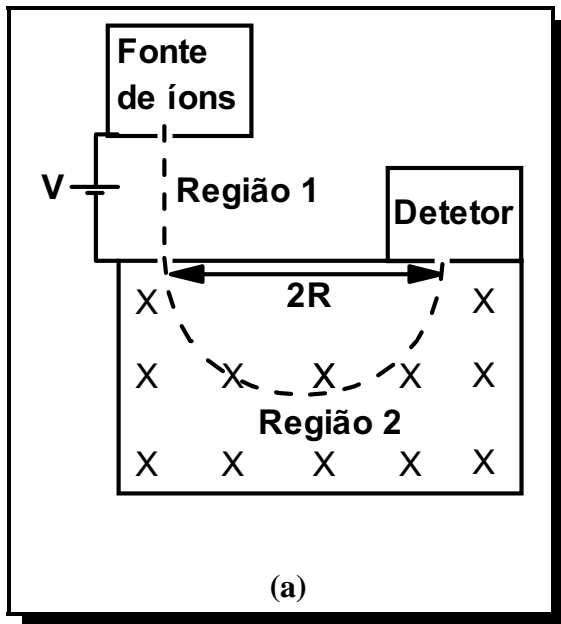 Fonte
de íons
V
Região 1
Detetor
2R
X X
X X X X X
Região 2
X X X X X
(a)